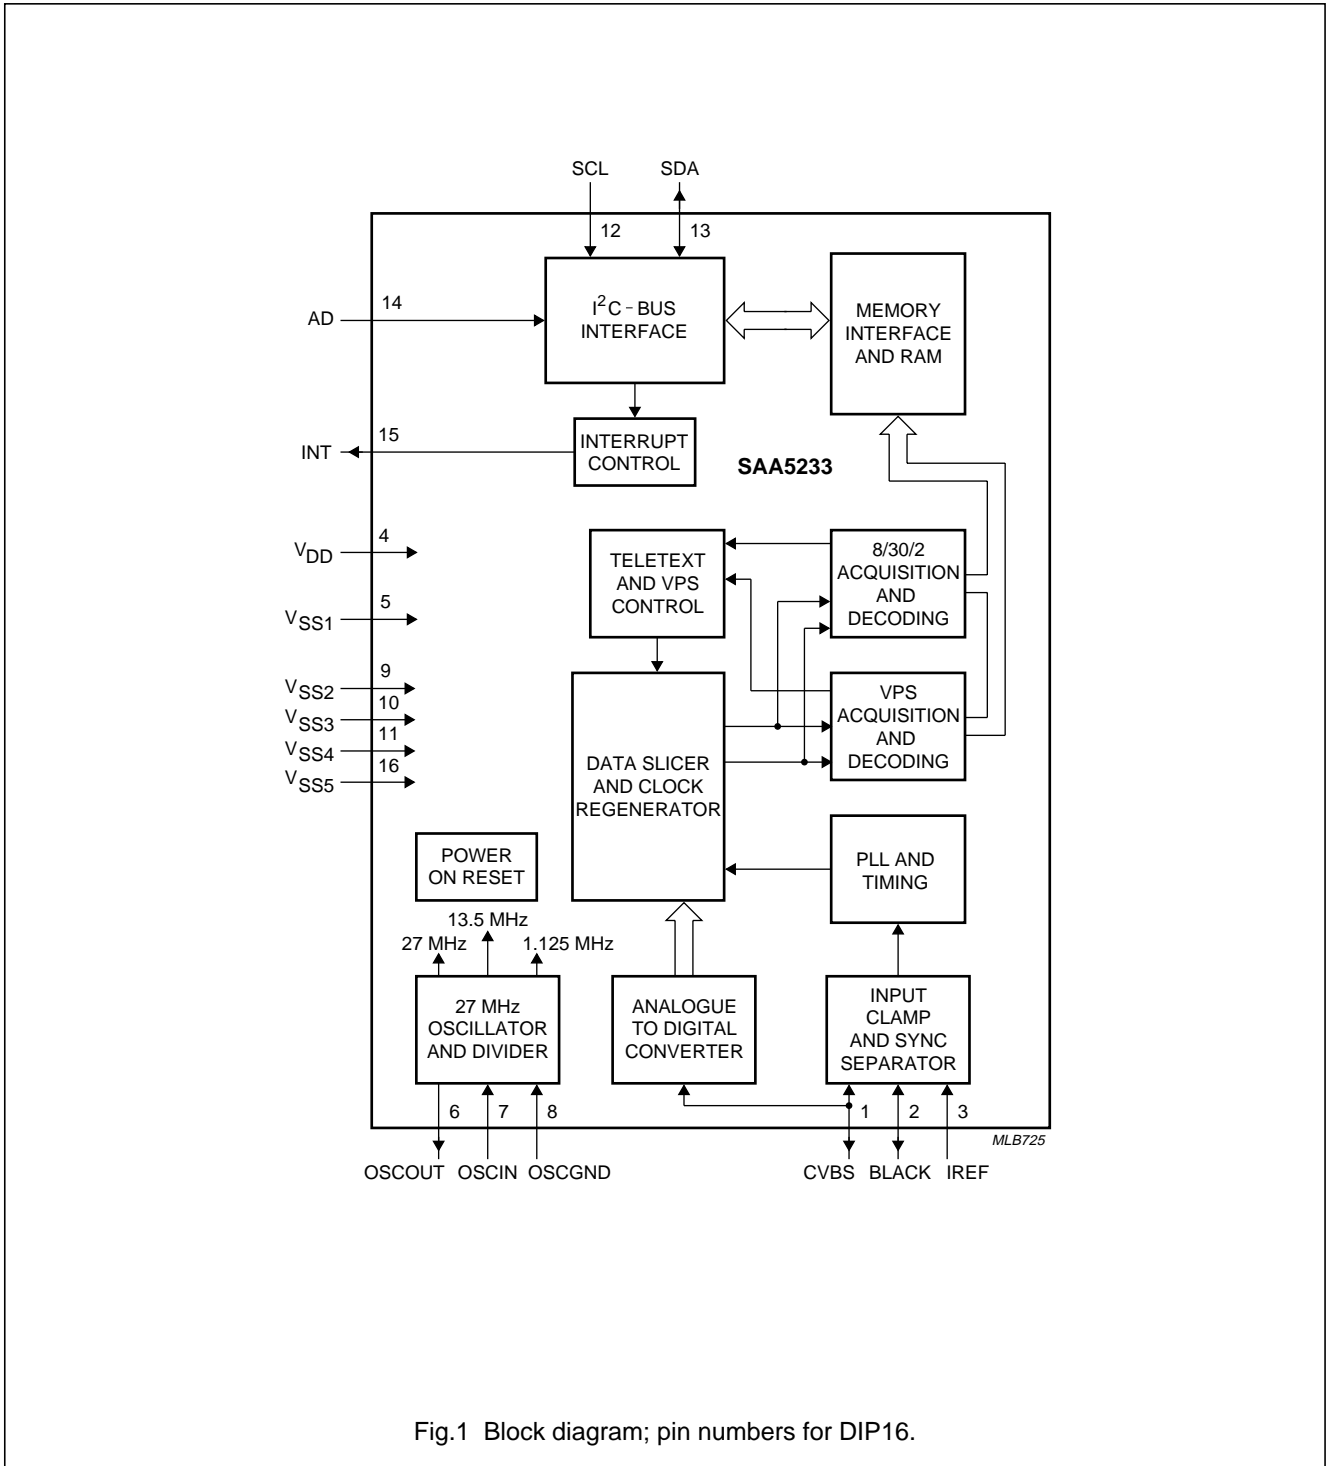 SCL SDA
12 13
AD 14
I²C - BUS
INTERFACE
MEMORY
INTERFACE
AND RAM
INT 15
INTERRUPT
CONTROL
SAA5233
VDD 4
VSS1 5
VSS2 9
VSS3 10
VSS4 11
VSS5 16
TELETEXT
AND VPS
CONTROL
8/30/2
ACQUISITION
AND
DECODING
DATA SLICER
AND CLOCK
REGENERATOR
VPS
ACQUISITION
AND
DECODING
POWER
ON RESET
PLL AND
TIMING
13.5 MHz
27 MHz 1.125 MHz
27 MHz
OSCILLATOR
AND DIVIDER
ANALOGUE
TO DIGITAL
CONVERTER
INPUT
CLAMP
AND SYNC
SEPARATOR
6 7 8 1 2 3
MLB725
OSCOUT OSCIN OSCGND CVBS BLACK IREF
Fig.1 Block diagram; pin numbers for DIP16.